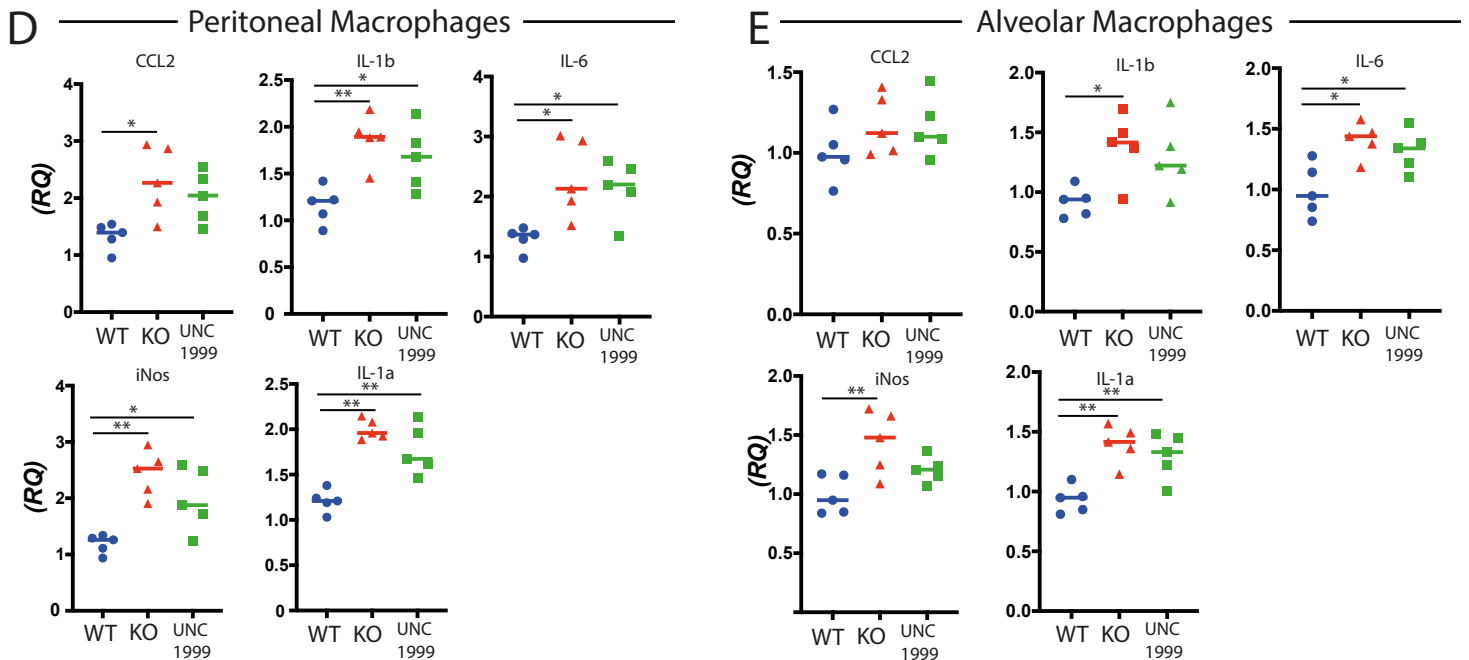 D Peritoneal Macrophages
CCL2
(RQ)
4
3
2
1
0
*
WT KO UNC
1999
IL-1b
2.5
2.0
1.5
1.0
0.5
0
*
**
WT KO UNC
1999
IL-6
4
3
2
1
0
*
*
WT KO UNC
1999
iNos
(RQ)
4
3
2
1
0
*
**
WT KO UNC
1999
IL-1a
2.5
2.0
1.5
1.0
0
**
**
WT KO UNC
1999
E Alveolar Macrophages
CCL2
(RQ)
1.5
1.0
0.5
0.0
WT KO UNC
1999
IL-1b
2.0
1.5
1.0
0.5
0.0
*
WT KO UNC
1999
IL-6
2.0
1.5
1.0
0.5
0.0
*
*
WT KO UNC
1999
iNos
(RQ)
2.0
1.5
1.0
0.5
**
WT KO UNC
1999
IL-1a
2.0
1.5
1.0
0.5
0.0
**
**
WT KO UNC
1999